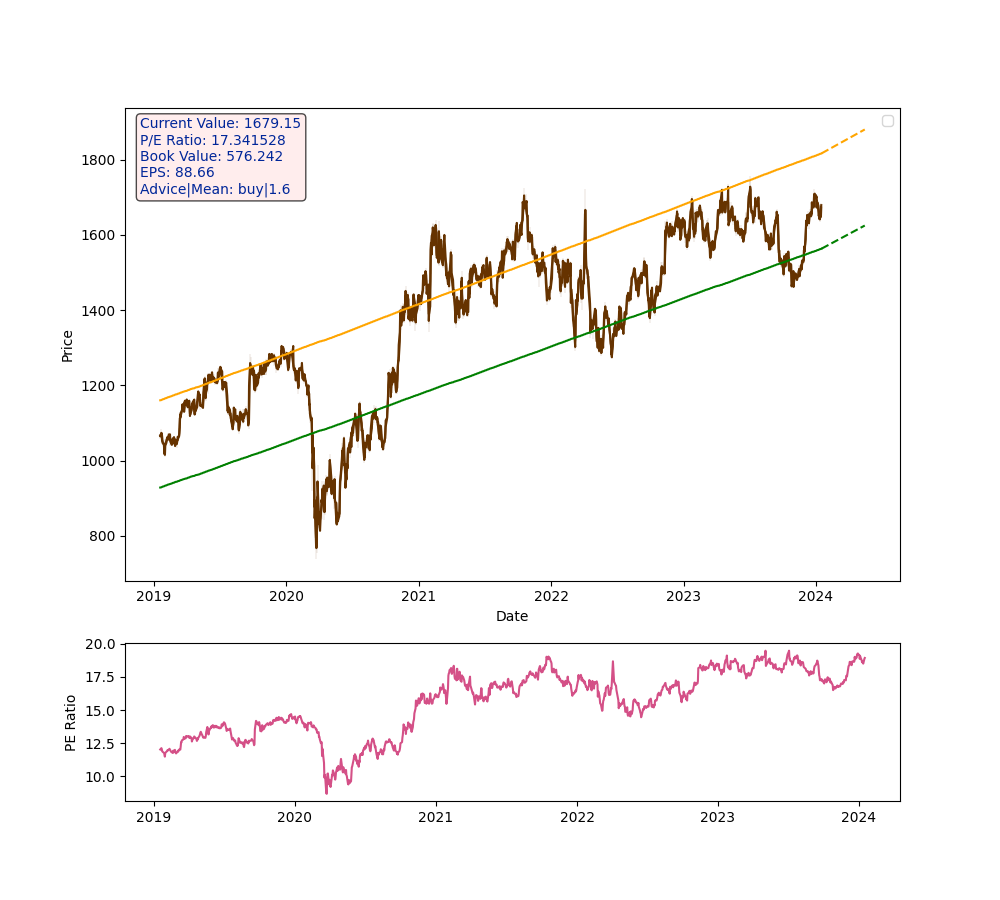 Current Value: 1679.15
P/E Ratio: 17.341528
Book Value: 576.242
EPS: 88.66
Advice|Mean: buy|1.6
Price
1800
1600
1400
1200
1000
800
2019 2020 2021 2022 2023 2024
Date
PE Ratio
20.0
17.5
15.0
12.5
10.0
2019 2020 2021 2022 2023 2024